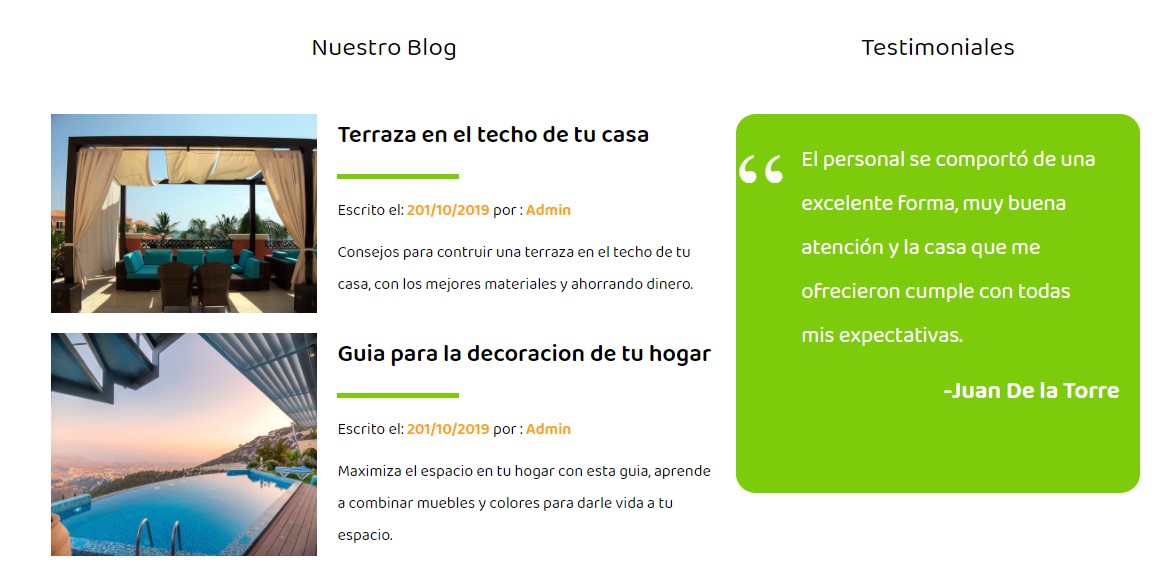 Nuestro Blog
Terraza en el techo de tu casa
Escrito el: 201/10/2019 por : Admin
Consejos para contruir una terraza en el techo de tu
casa, con los mejores materiales y ahorrando dinero.
Guia para la decoracion de tu hogar
Escrito el: 201/10/2019 por : Admin
Maximiza el espacio en tu hogar con esta guia, aprende
a combinar muebles y colores para darle vida a tu
espacio.
Testimoniales
“ El personal se comportó de una
excelente forma, muy buena
atención y la casa que me
ofrecieron cumple con todas
mis expectativas.
-Juan De la Torre